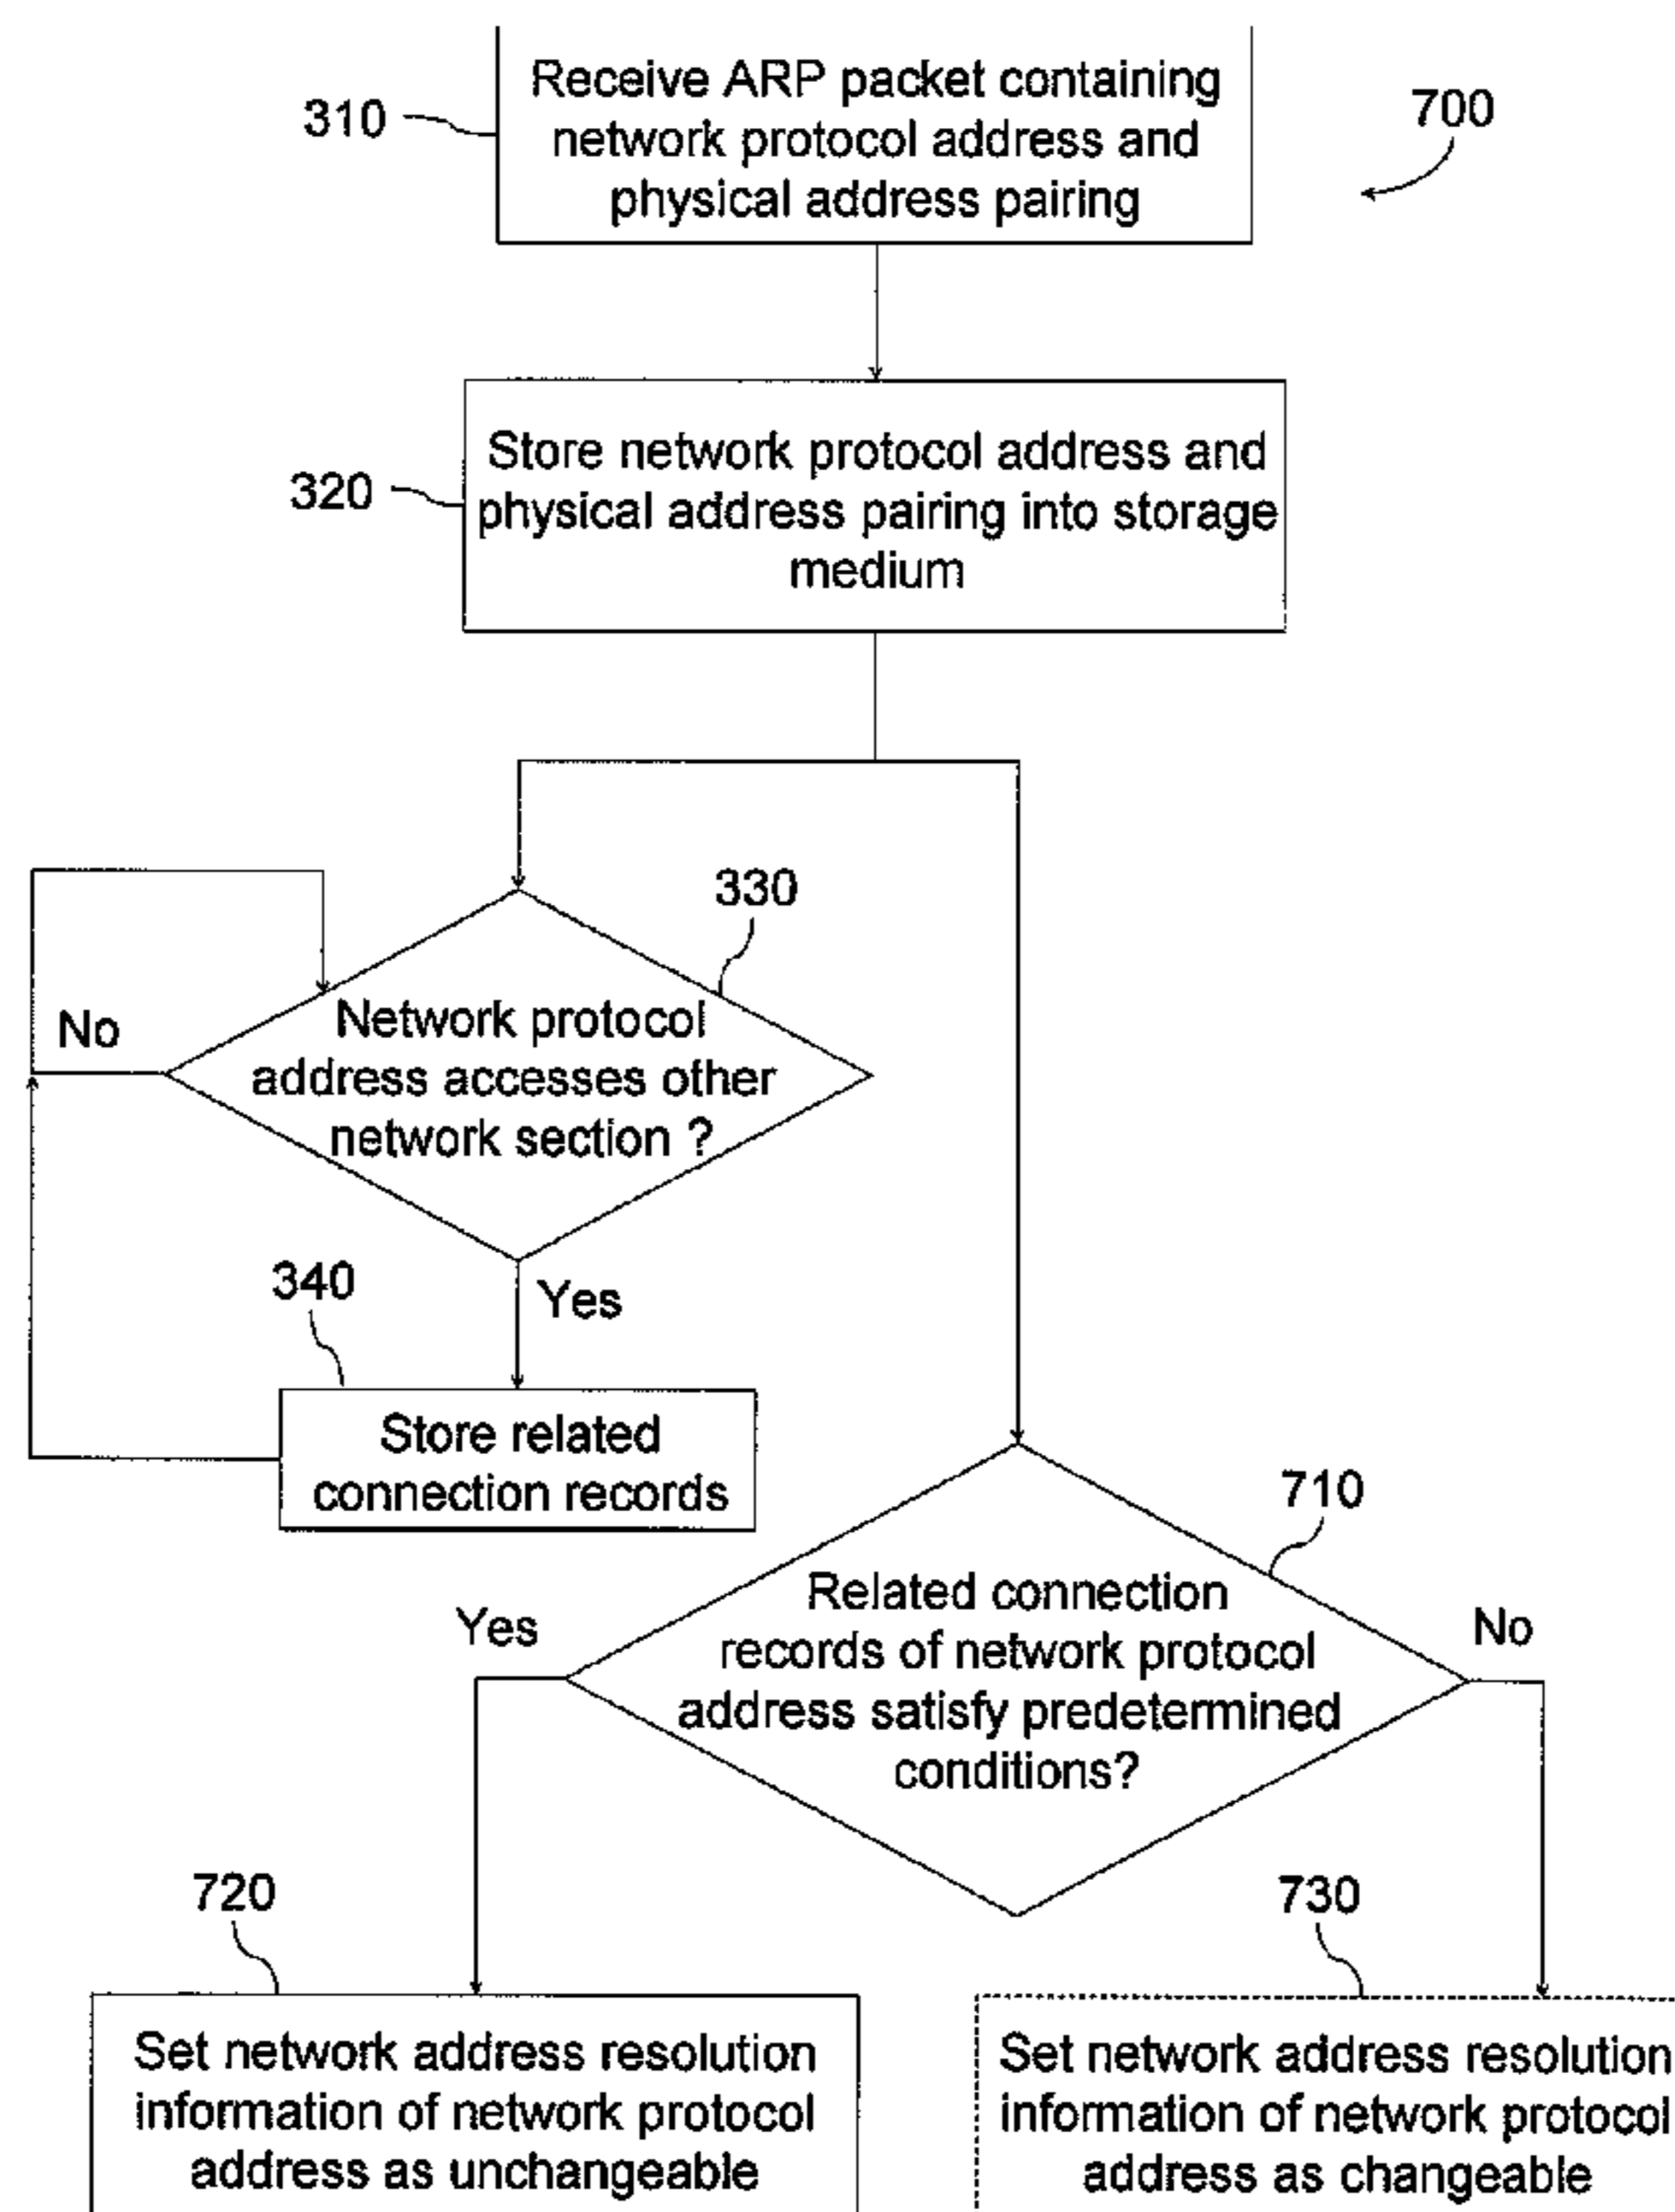 310
Receive ARP packet containing
network protocol address and
physical address pairing
700
320
Store network protocol address and
physical address pairing into storage
medium
330
No
Network protocol
address accesses other
network section ?
340
Yes
Store related
connection records
710
Yes
Related connection
records of network protocol
address satisfy predetermined
conditions?
No
720
730
Set network address resolution
information of network protocol
address as unchangeable
Set network address resolution
information of network protocol
address as changeable